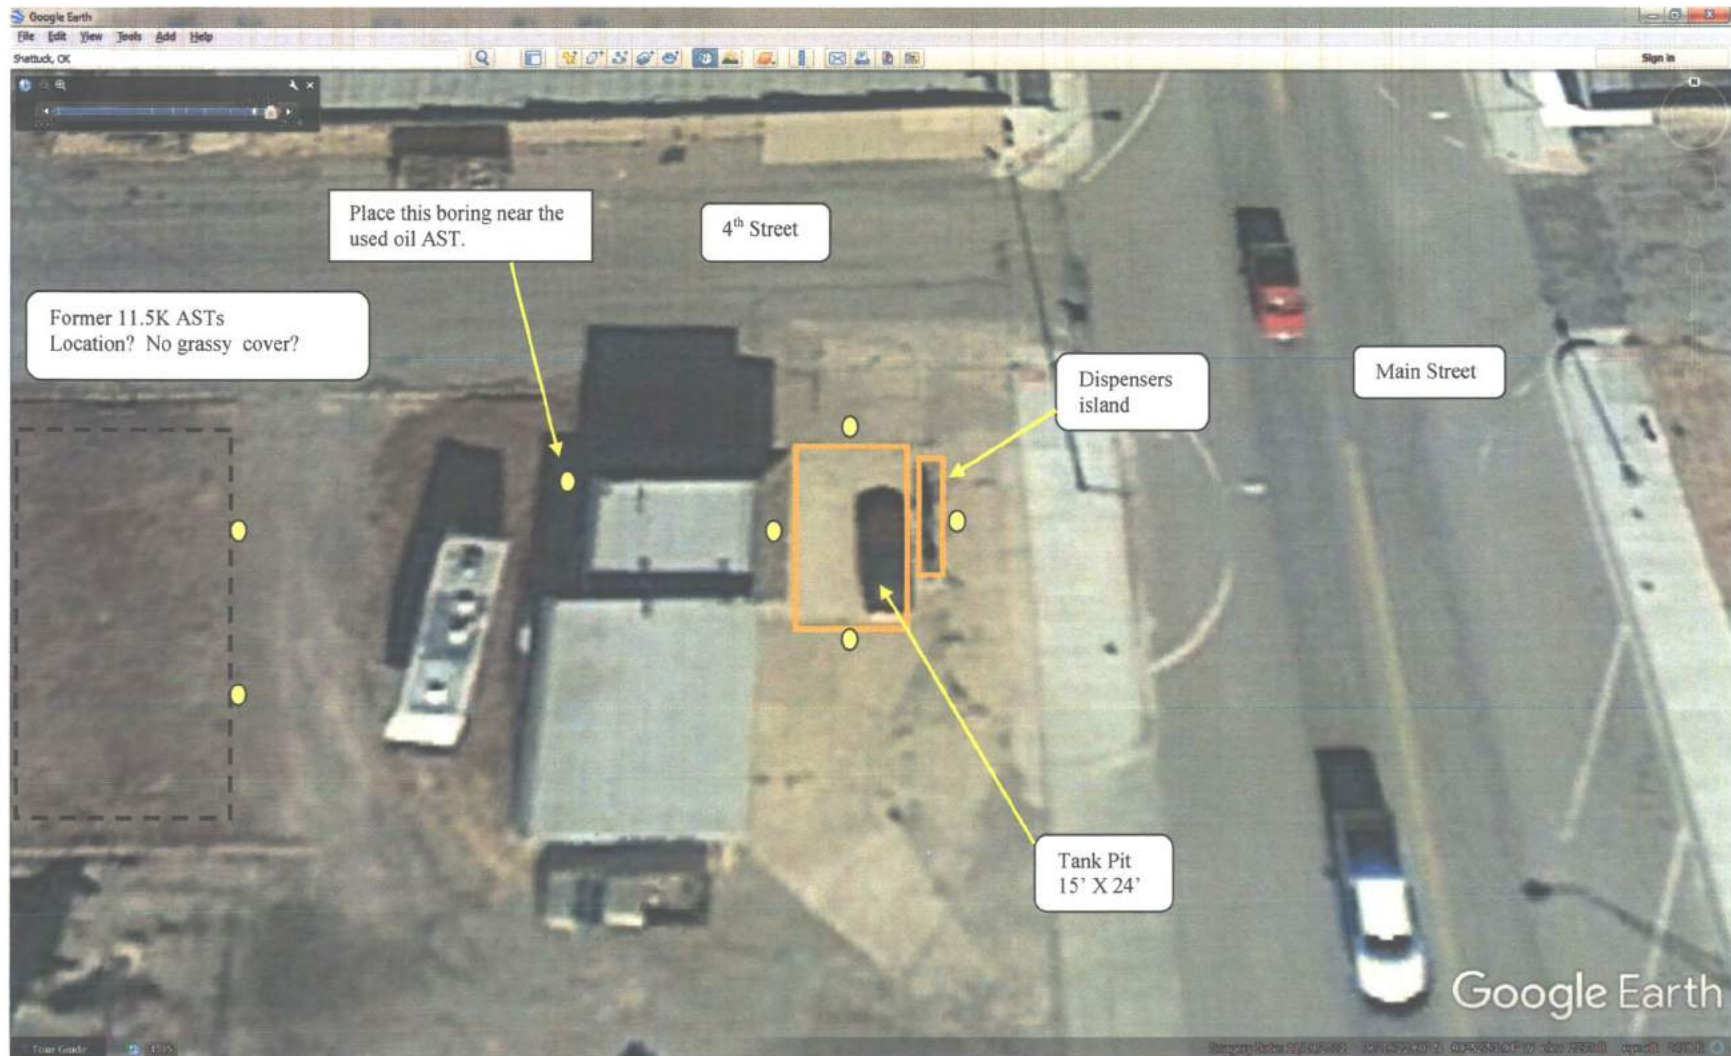 Google Earth
File Edit View Tools Add Help
Shattuck, OK
Sign in
N
Place this boring near the
used oil AST.
4th Street
Former 11.5K ASTs
Location? No grassy cover?
Dispensers
island
Main Street
Tank Pit
15’ X 24’
Google Earth
Tour Guide